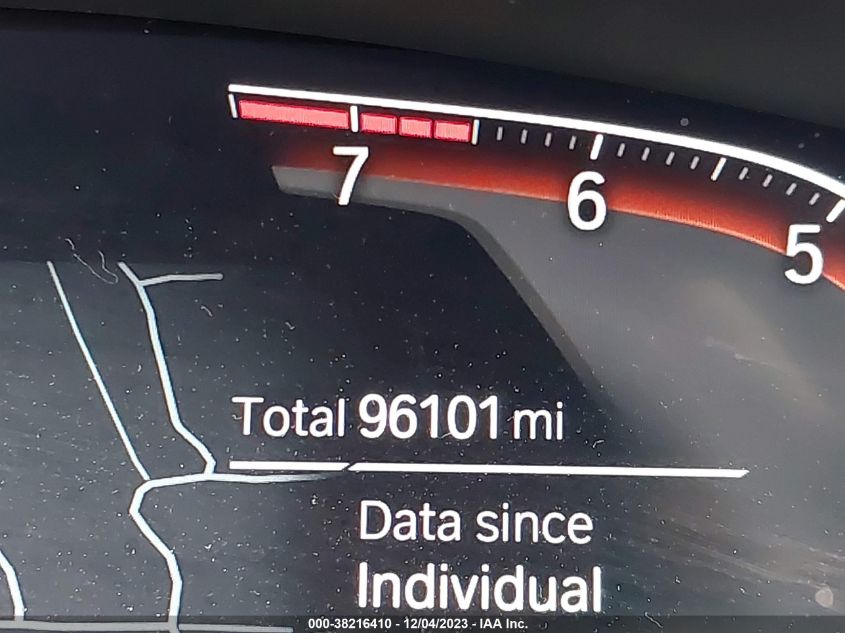 7
6
5
Total 96101 mi
Data since
Individual
000-38216410 - 12/04/2023 - IAA Inc.